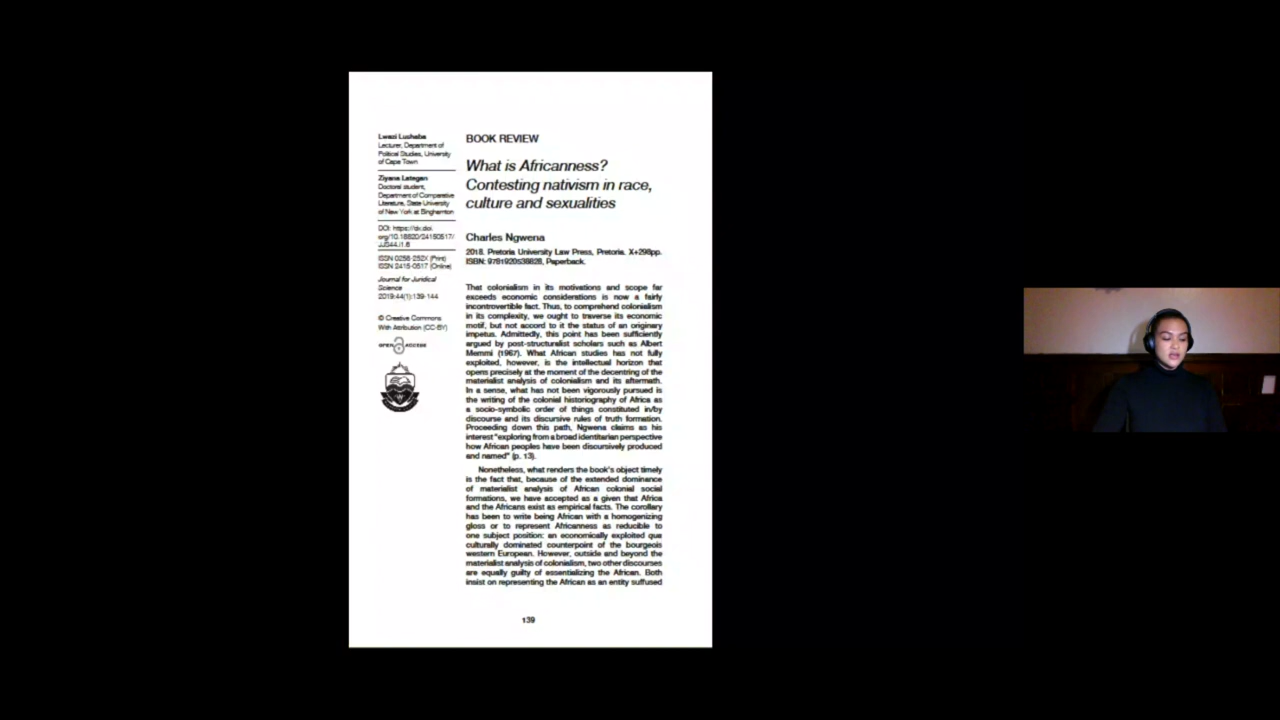 Lwazi Lushaba
Lecturer, Department of
Political Studies, University
of Cape Town
Ziyana Lategan
Doctoral student,
Department of Comparative
Literature, State University
of New York at Binghamton
DOI: https://dx.doi.
org/10.18820/24150517/
JJS44.i1.6
ISSN 0258-252X (Print)
ISSN 2415-0517 (Online)
Journal for Juridical
Science
2019:44(1):139-144
© Creative Commons
With Attribution (CC-BY)
OPEN ACCESS
BOOK REVIEW
What is Africanness?
Contesting nativism in race,
culture and sexualities
Charles Ngwena
2018. Pretoria University Law Press, Pretoria. X+298pp.
ISBN: 9781920538828, Paperback.
That colonialism in its motivations and scope far
exceeds economic considerations is now a fairly
incontrovertible fact. Thus, to comprehend colonialism
in its complexity, we ought to traverse its economic
motif, but not accord to it the status of an originary
impetus. Admittedly, this point has been sufficiently
argued by post-structuralist scholars such as Albert
Memmi (1967). What African studies has not fully
exploited, however, is the intellectual horizon that
opens precisely at the moment of the decentring of the
materialist analysis of colonialism and its aftermath.
In a sense, what has not been vigorously pursued is
the writing of the colonial historiography of Africa as
a socio-symbolic order of things constituted in/by
discourse and its discursive rules of truth formation.
Proceeding down this path, Ngwena claims as his
interest "exploring from a broad identitarian perspective
how African peoples have been discursively produced
and named" (p. 13).
Nonetheless, what renders the book's object timely
is the fact that, because of the extended dominance
of materialist analysis of African colonial social
formations, we have accepted as a given that Africa
and the Africans exist as empirical facts. The corollary
has been to write being African with a homogenizing
gloss or to represent Africanness as reducible to
one subject position: an economically exploited qua
culturally dominated counterpoint of the bourgeois
western European. However, outside and beyond the
materialist analysis of colonialism, two other discourses
are equally guilty of essentializing the African. Both
insist on representing the African as an entity suffused
139